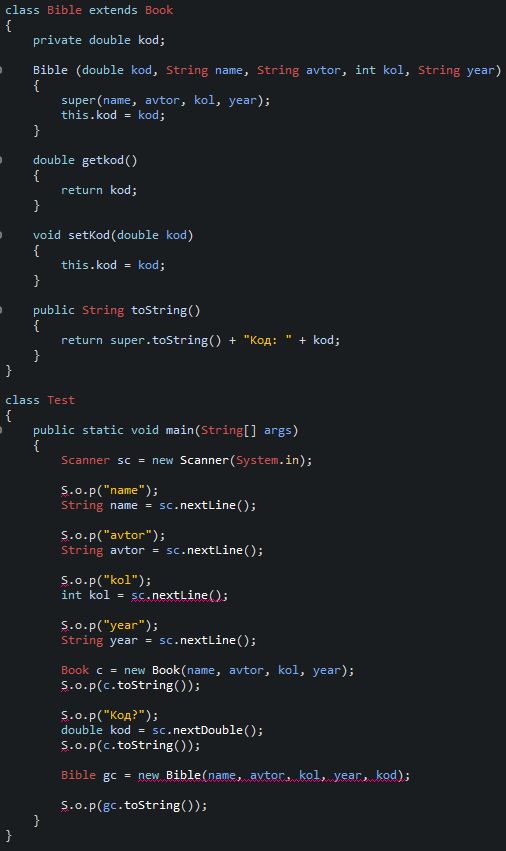 class Bible extends Book
{
    private double kod;

    Bible (double kod, String name, String avtor, int kol, String year)
    {
        super(name, avtor, kol, year);
        this.kod = kod;
    }

    double getkod()
    {
        return kod;
    }

    void setKod(double kod)
    {
        this.kod = kod;
    }

    public String toString()
    {
        return super.toString() + "Код: " + kod;
    }
}

class Test
{
    public static void main(String[] args)
    {
        Scanner sc = new Scanner(System.in);

        S.o.p("name");
        String name = sc.nextLine();

        S.o.p("avtor");
        String avtor = sc.nextLine();

        S.o.p("kol");
        int kol = sc.nextLine();

        S.o.p("year");
        String year = sc.nextLine();

        Book c = new Book(name, avtor, kol, year);
        S.o.p(c.toString());

        S.o.p("Код?");
        double kod = sc.nextDouble();
        S.o.p(c.toString());

        Bible gc = new Bible(name, avtor, kol, year, kod);

        S.o.p(gc.toString());
    }
}